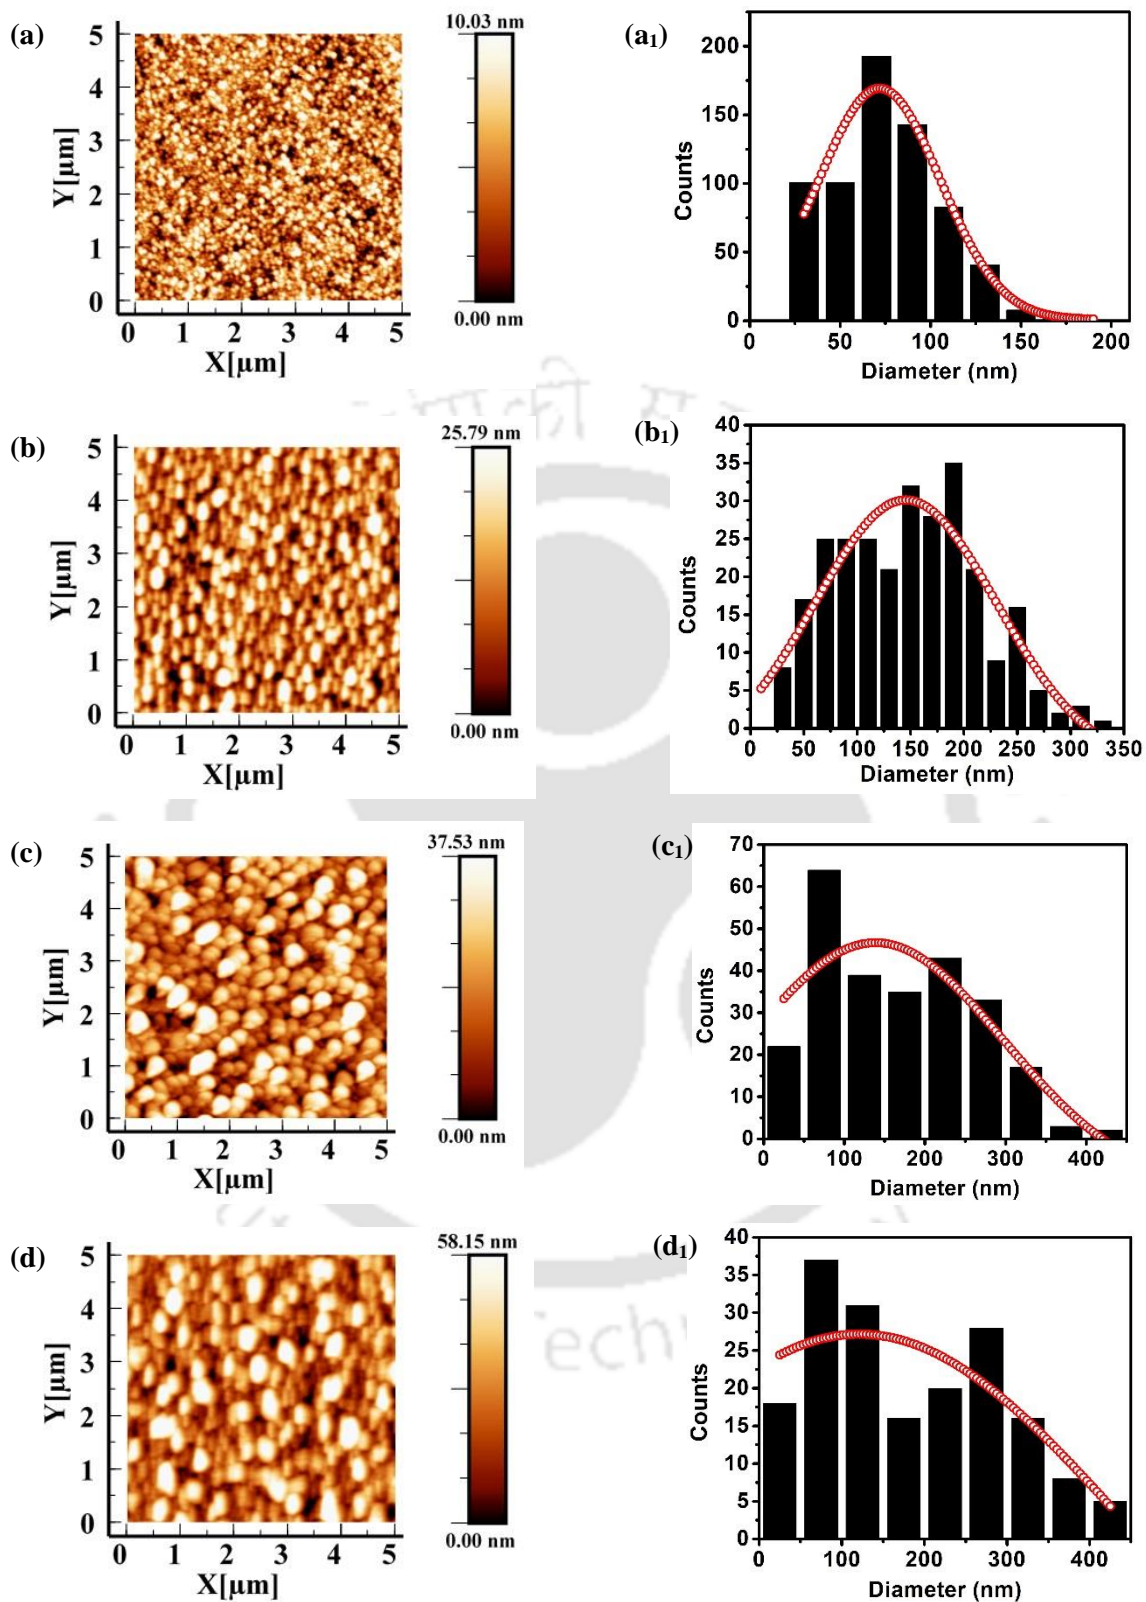 (a)
10.03 nm
5
4
3
2
1
0
Y[µm]
0 1 2 3 4 5
X[µm]
0.00 nm
(a₁)
200
150
100
50
0
Counts
0 50 100 150 200
Diameter (nm)
(b)
25.79 nm
5
4
3
2
1
0
Y[µm]
0 1 2 3 4 5
X[µm]
0.00 nm
(b₁)
40
35
30
25
20
15
10
5
0
Counts
0 50 100 150 200 250 300 350
Diameter (nm)
(c)
37.53 nm
5
4
3
2
1
0
Y[µm]
0 1 2 3 4 5
X[µm]
0.00 nm
(c₁)
70
60
50
40
30
20
10
0
Counts
0 100 200 300 400
Diameter (nm)
(d)
58.15 nm
5
4
3
2
1
0
Y[µm]
0 1 2 3 4 5
X[µm]
0.00 nm
(d₁)
40
35
30
25
20
15
10
5
0
Counts
0 100 200 300 400
Diameter (nm)